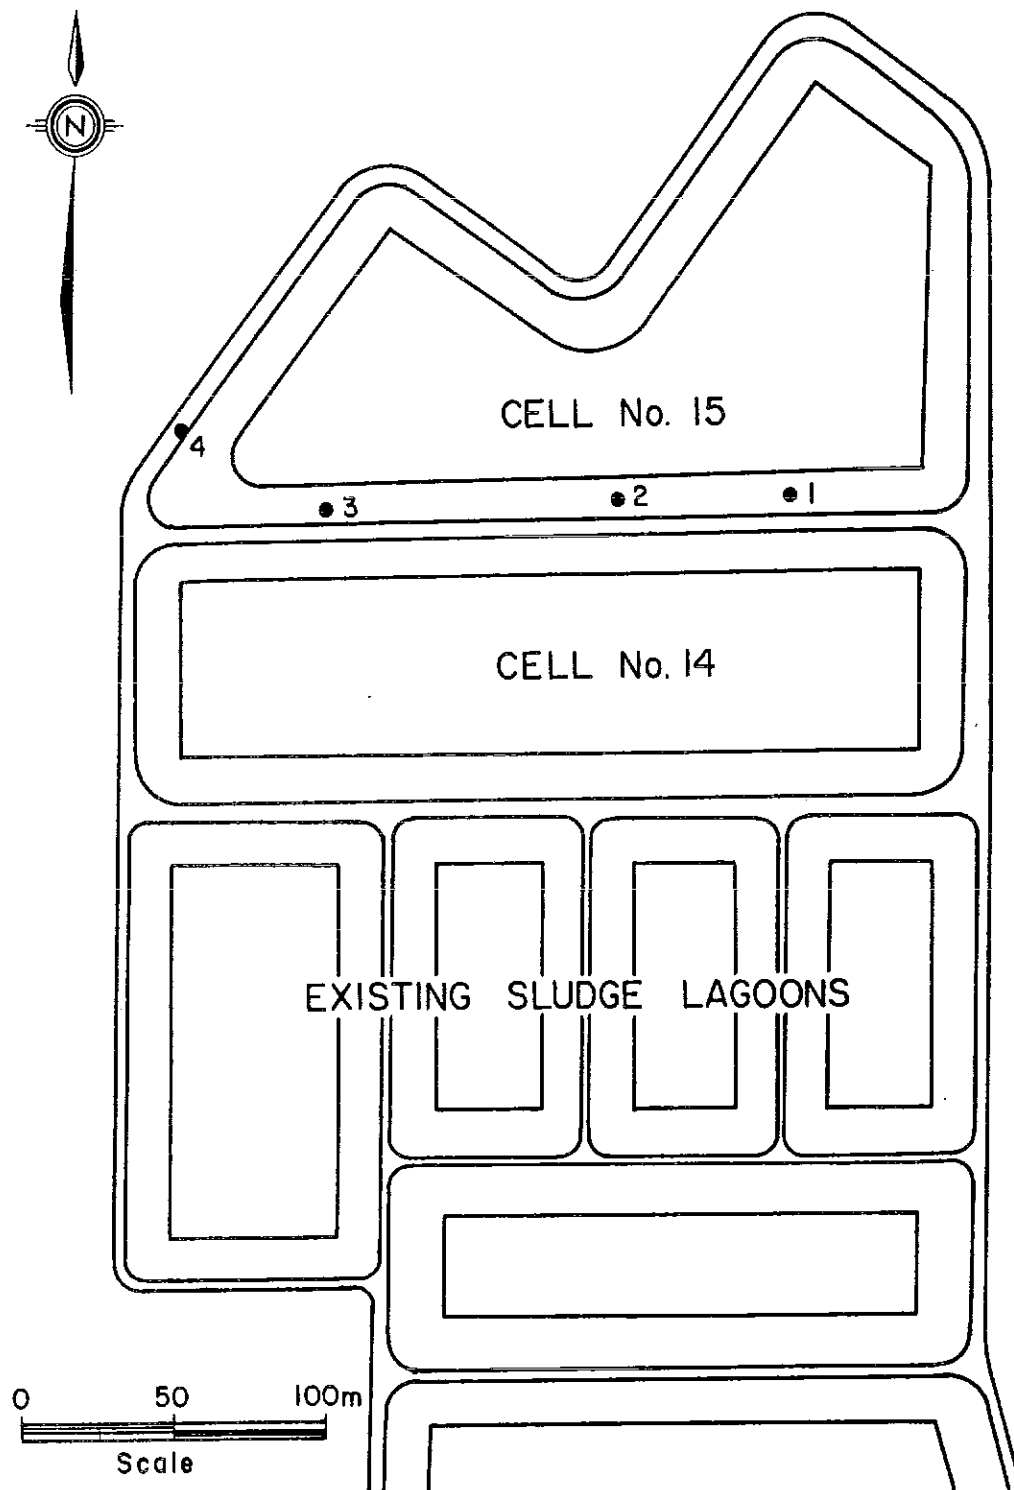 N
CELL No. 15
4
3
2
1
CELL No. 14
EXISTING SLUDGE LAGOONS
0 50 100m
Scale